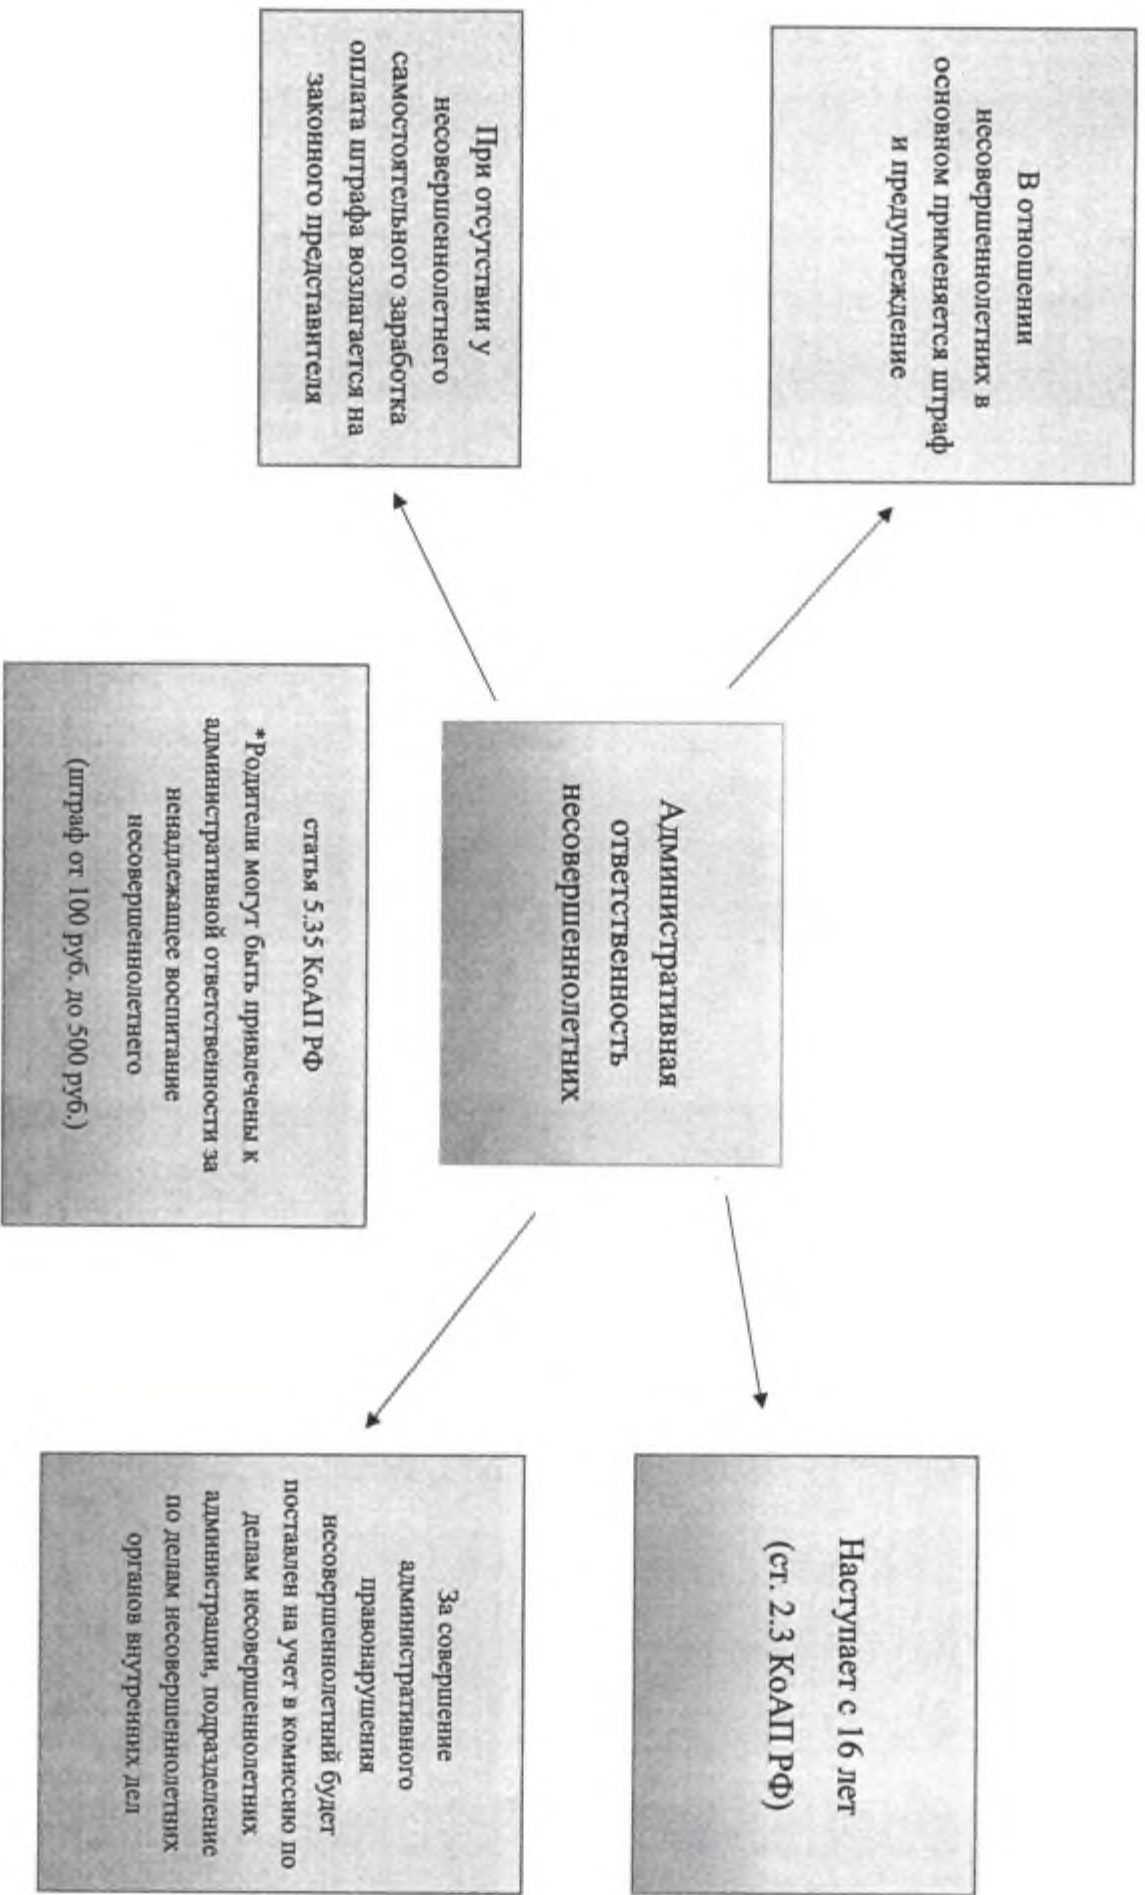 В отношении
несовершеннолетних в
основном применяется штраф
и предупреждение
Наступает с 16 лет
(ст. 2.3 КоАП РФ)
Административная
ответственность
несовершеннолетних
При отсутствии у
несовершеннолетнего
самостоятельного заработка
оплата штрафа возлагается на
законного представителя
За совершение
административного
правонарушения
несовершеннолетний будет
поставлен на учет в комиссию по
делам несовершеннолетних
администрации, подразделение
по делам несовершеннолетних
органов внутренних дел
статья 5.35 КоАП РФ
*Родители могут быть привлечены к
административной ответственности за
ненадлежащее воспитание
несовершеннолетнего
(штраф от 100 руб. до 500 руб.)